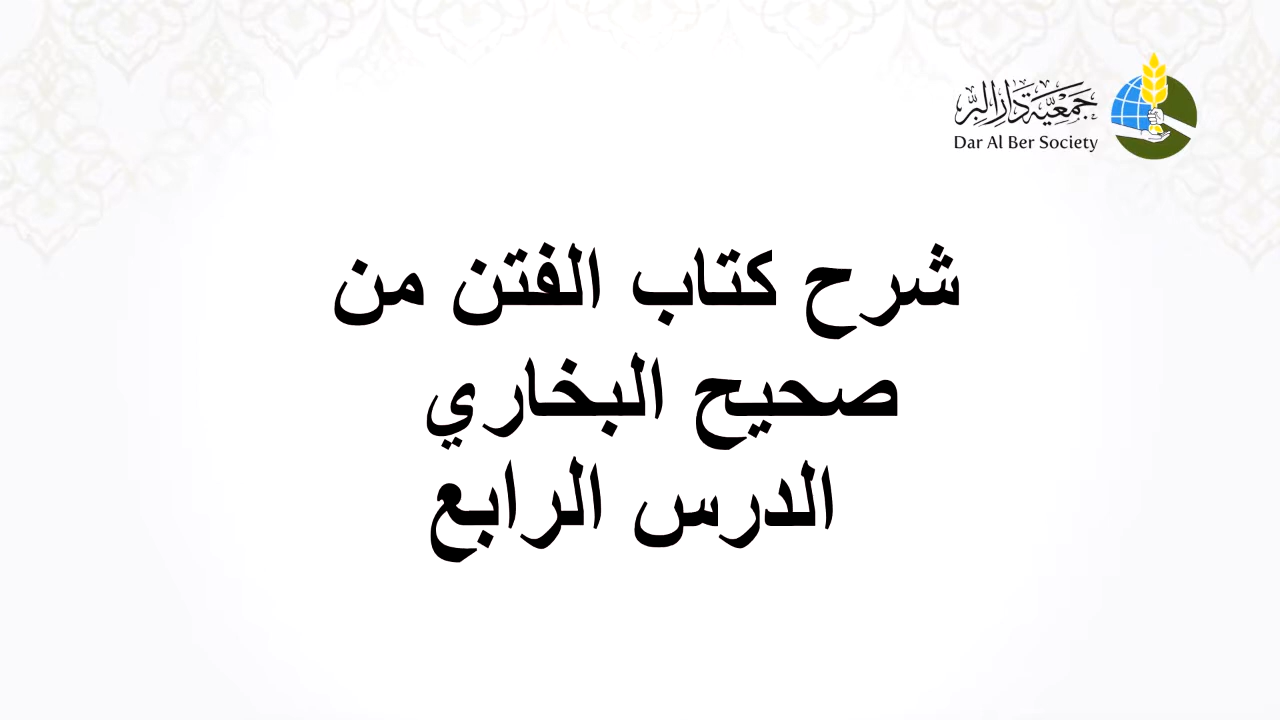 جمعية دار البر
Dar Al Ber Society
شرح كتاب الفتن من
صحيح البخاري
الدرس الرابع